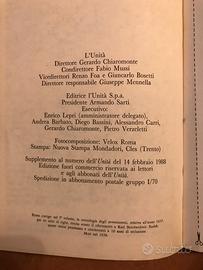 L'Unità
Direttore Gerardo Chiaromonte
Condirettore Fabio Mussi
Vicedirettori Renzo Foa e Giancarlo Bosetti
Direttore responsabile Giuseppe Mennella
Editrice l'Unità S.p.a.
Presidente Armando Sarti
Esecutivo:
Enrico Lepri (amministratore delegato),
Andrea Barbato, Diego Bassini, Alessandro Carri,
Gerardo Chiaromonte, Pietro Verzeletti
Fotocomposizione: Velox Roma
Stampa: Nuova Stampa Mondadori, Cles (Trento)
Supplemento al numero dell'Unità del 14 febbraio 1988
Edizione fuori commercio riservata ai lettori
e agli abbonati dell'Unità.
Spedizione in abbonamento postale gruppo I/70